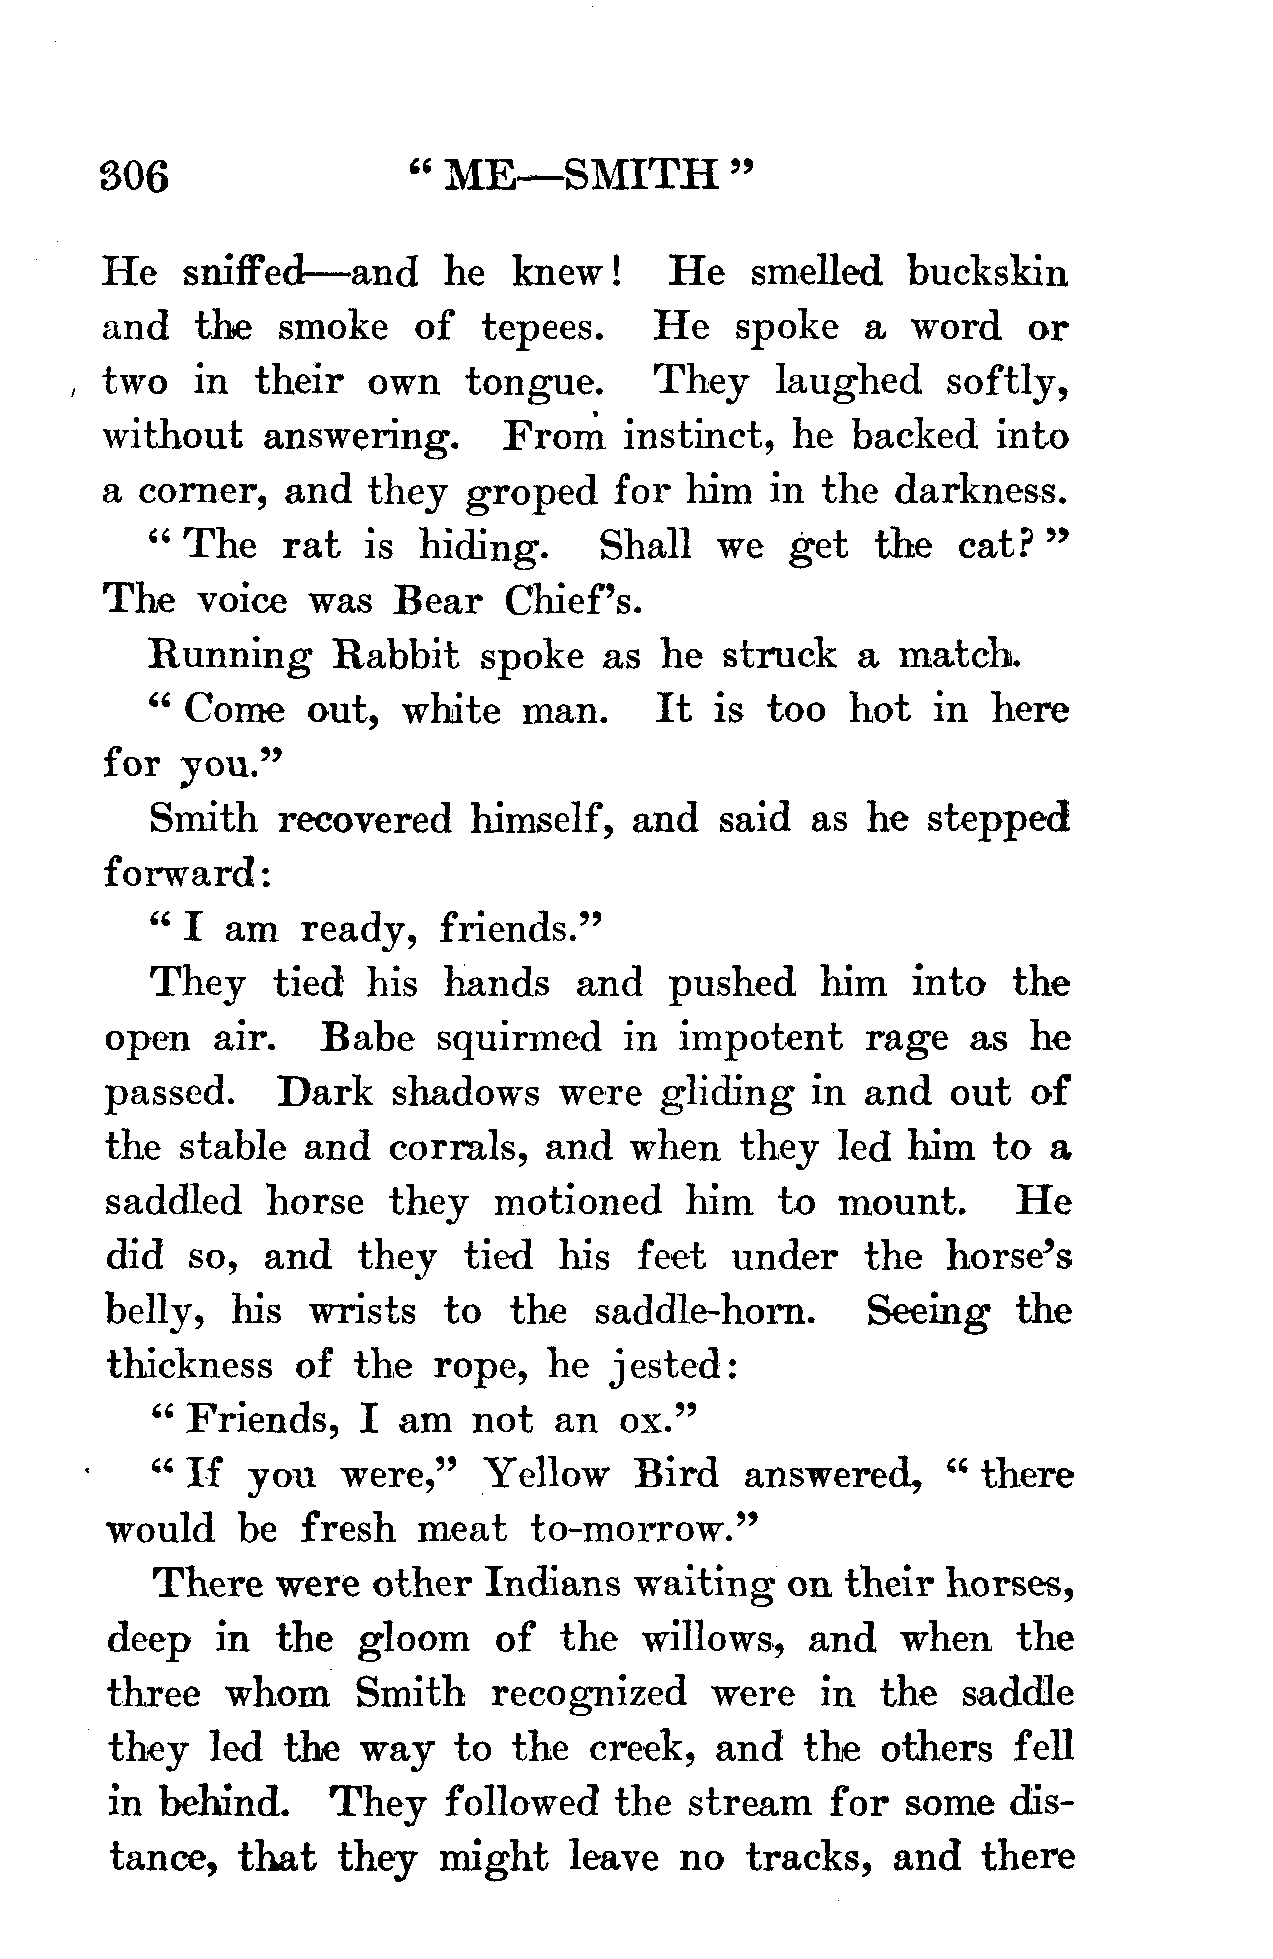 306 " ME—SMITH "
He sniffed—and he knew! He smelled buckskin
and the smoke of tepees. He spoke a word or
two in their own tongue. They laughed softly,
without answering. From instinct, he backed into
a corner, and they groped for him in the darkness.
" The rat is hiding. Shall we get the cat? "
The voice was Bear Chief's.
Running Rabbit spoke as he struck a match.
" Come out, white man. It is too hot in here
for you."
Smith recovered himself, and said as he stepped
forward:
" I am ready, friends."
They tied his hands and pushed him into the
open air. Babe squirmed in impotent rage as he
passed. Dark shadows were gliding in and out of
the stable and corrals, and when they led him to a
saddled horse they motioned him to mount. He
did so, and they tied his feet under the horse's
belly, his wrists to the saddle-horn. Seeing the
thickness of the rope, he jested:
" Friends, I am not an ox."
" If you were," Yellow Bird answered, " there
would be fresh meat to-morrow."
There were other Indians waiting on their horses,
deep in the gloom of the willows, and when the
three whom Smith recognized were in the saddle
they led the way to the creek, and the others fell
in behind. They followed the stream for some dis-
tance, that they might leave no tracks, and there